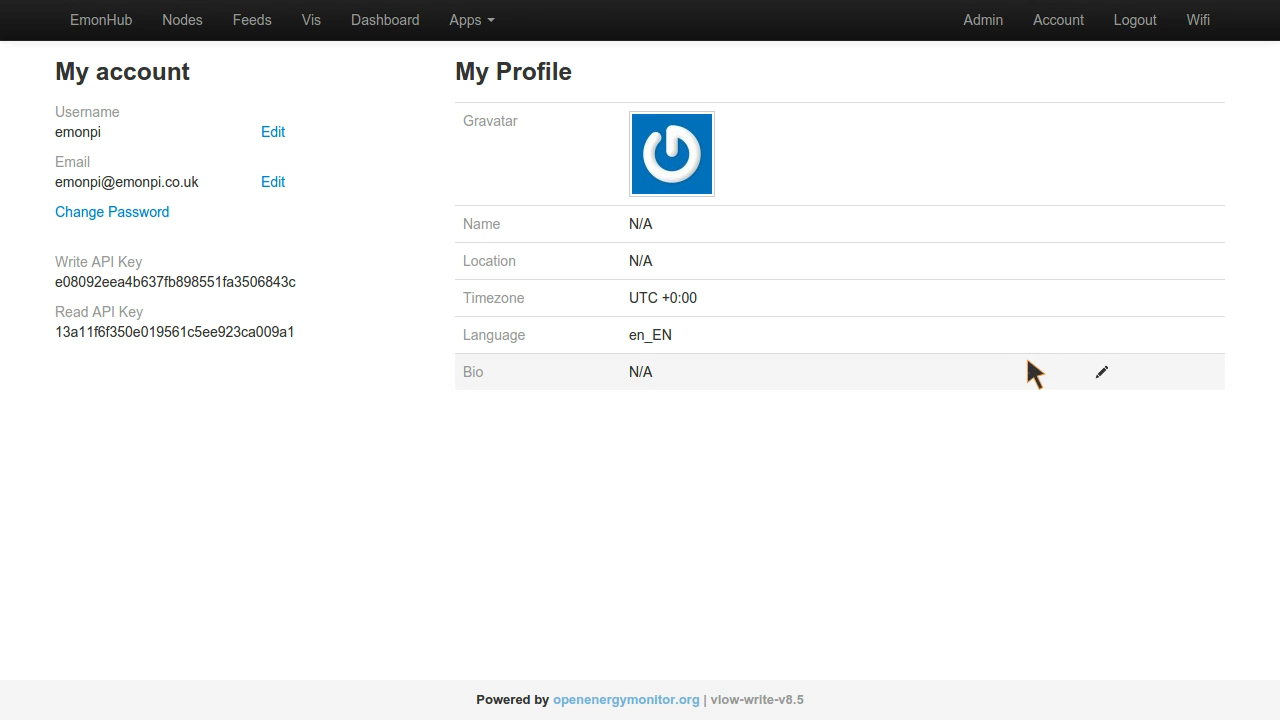 EmonHub Nodes Feeds Vis Dashboard Apps Admin Account Logout Wifi
My account
Username
emonpi Edit
Email
emonpi@emonpi.co.uk Edit
Change Password
Write API Key
e08092eea4b637fb898551fa3506843c
Read API Key
13a11f6f350e019561c5ee923ca009a1
My Profile
Gravatar
Name N/A
Location N/A
Timezone UTC +0:00
Language en_EN
Bio N/A
Powered by openenergymonitor.org | vlow-write-v8.5